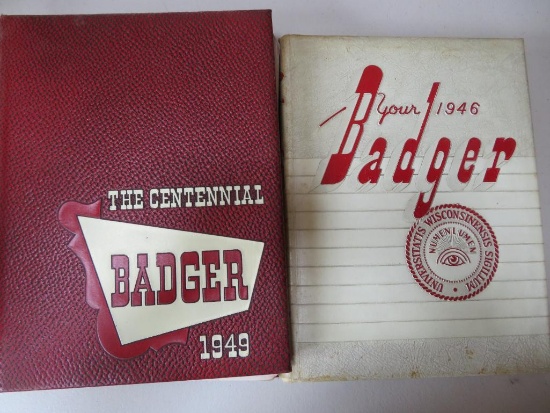 THE CENTENNIAL
BADGER
1949
Your 1946
Badger
UNIVERSITATIS WISCONSINENSIS SIGILLUM
NUMEN LUMEN